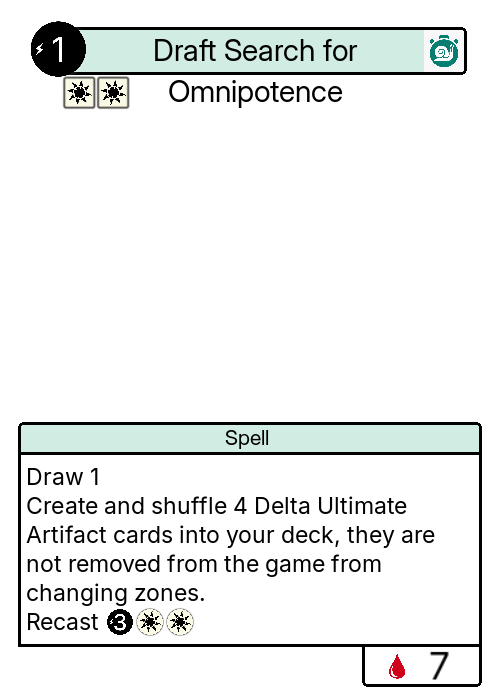 1
Draft Search for
Omnipotence
Spell
Draw 1
Create and shuffle 4 Delta Ultimate
Artifact cards into your deck, they are
not removed from the game from
changing zones.
Recast 3
7